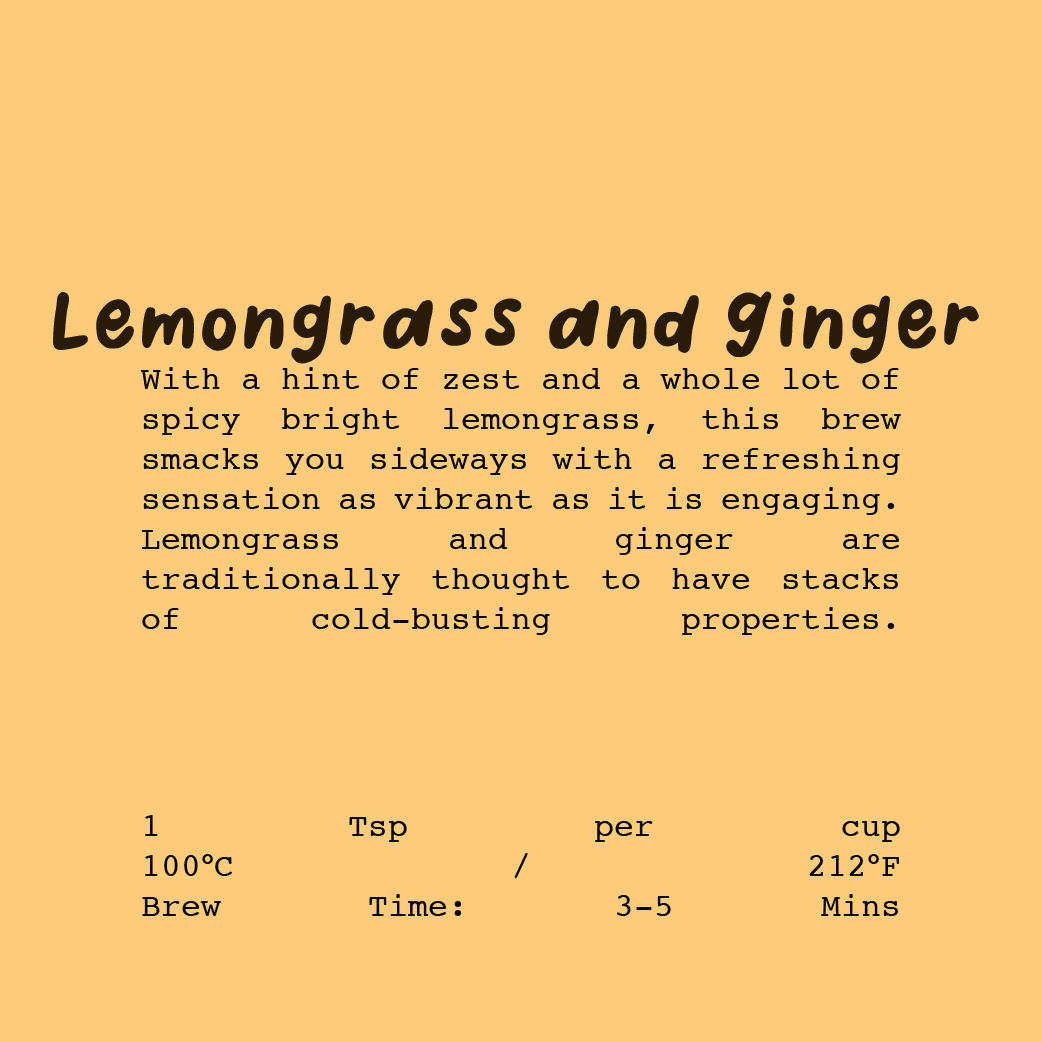 Lemongrass and ginger
With a hint of zest and a whole lot of
spicy bright lemongrass, this brew
smacks you sideways with a refreshing
sensation as vibrant as it is engaging.
Lemongrass and ginger are
traditionally thought to have stacks
of cold-busting properties.
1 Tsp per cup
100°C / 212°F
Brew Time: 3-5 Mins